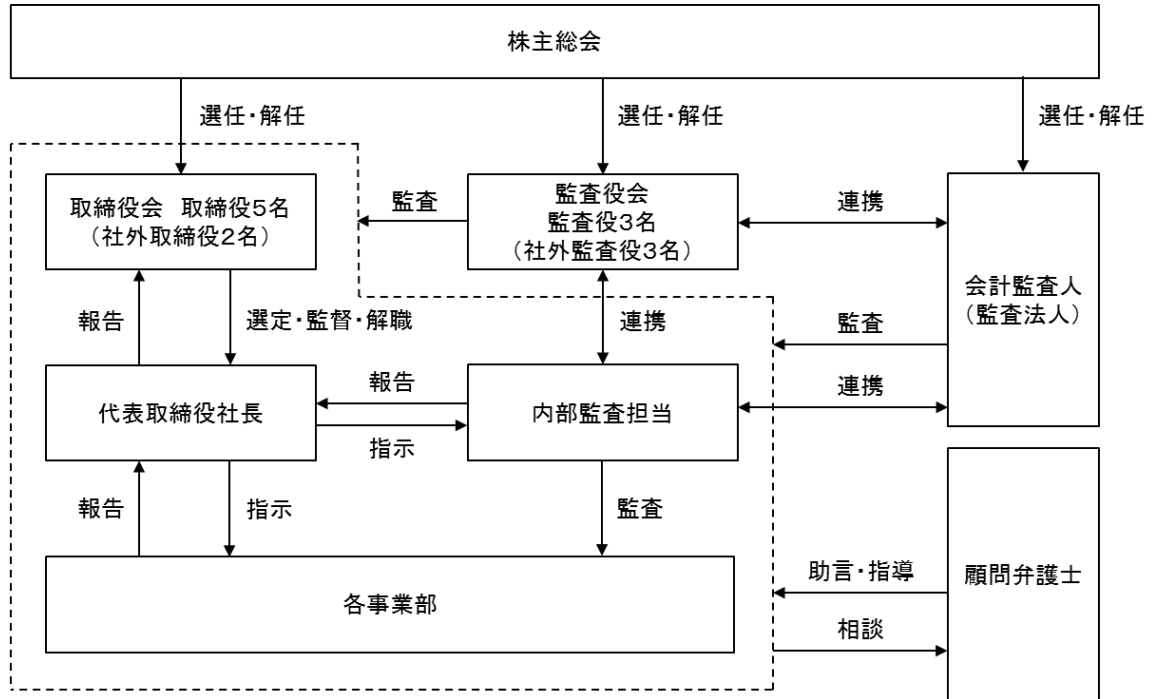 株主総会
選任・解任
選任・解任
選任・解任
取締役会　取締役5名
（社外取締役2名）
監査
監査役会
監査役3名
（社外監査役3名）
連携
会計監査人
（監査法人）
報告
選定・監督・解職
連携
監査
代表取締役社長
報告
指示
内部監査担当
連携
報告
指示
監査
各事業部
助言・指導
相談
顧問弁護士